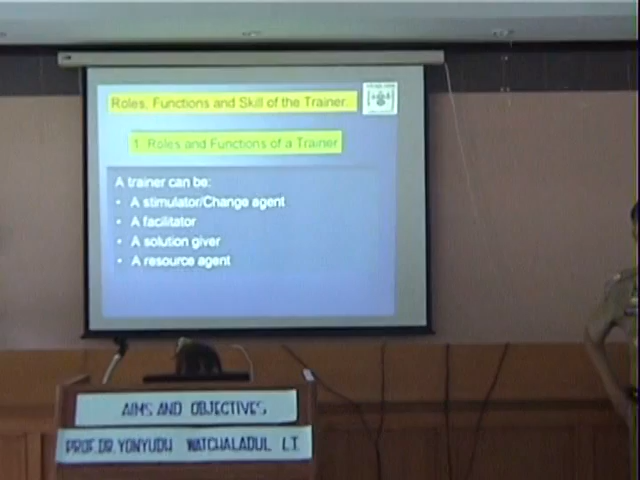 Roles, Functions and Skill of the Trainer.
1. Roles and Functions of a Trainer
A trainer can be:
• A stimulator/Change agent
• A facilitator
• A solution giver
• A resource agent
AIMS AND OBJECTIVES
PROF.DR.YONYUDH WATCHALADUL L.T.